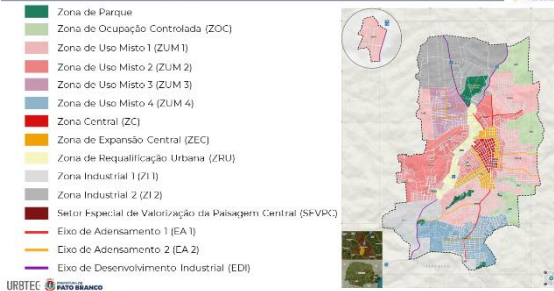 Zona de Parque
Zona de Ocupação Controlada (ZOC)
Zona de Uso Misto 1 (ZUM 1)
Zona de Uso Misto 2 (ZUM 2)
Zona de Uso Misto 3 (ZUM 3)
Zona de Uso Misto 4 (ZUM 4)
Zona Central (ZC)
Zona de Expansão Central (ZEC)
Zona de Requalificação Urbana (ZRU)
Zona Industrial 1 (ZI 1)
Zona Industrial 2 (ZI 2)
Setor Especial de Valorização da Paisagem Central (SEVPC)
Eixo de Adensamento 1 (EA 1)
Eixo de Adensamento 2 (EA 2)
Eixo de Desenvolvimento Industrial (EDI)
URBTEC PATO BRANCO